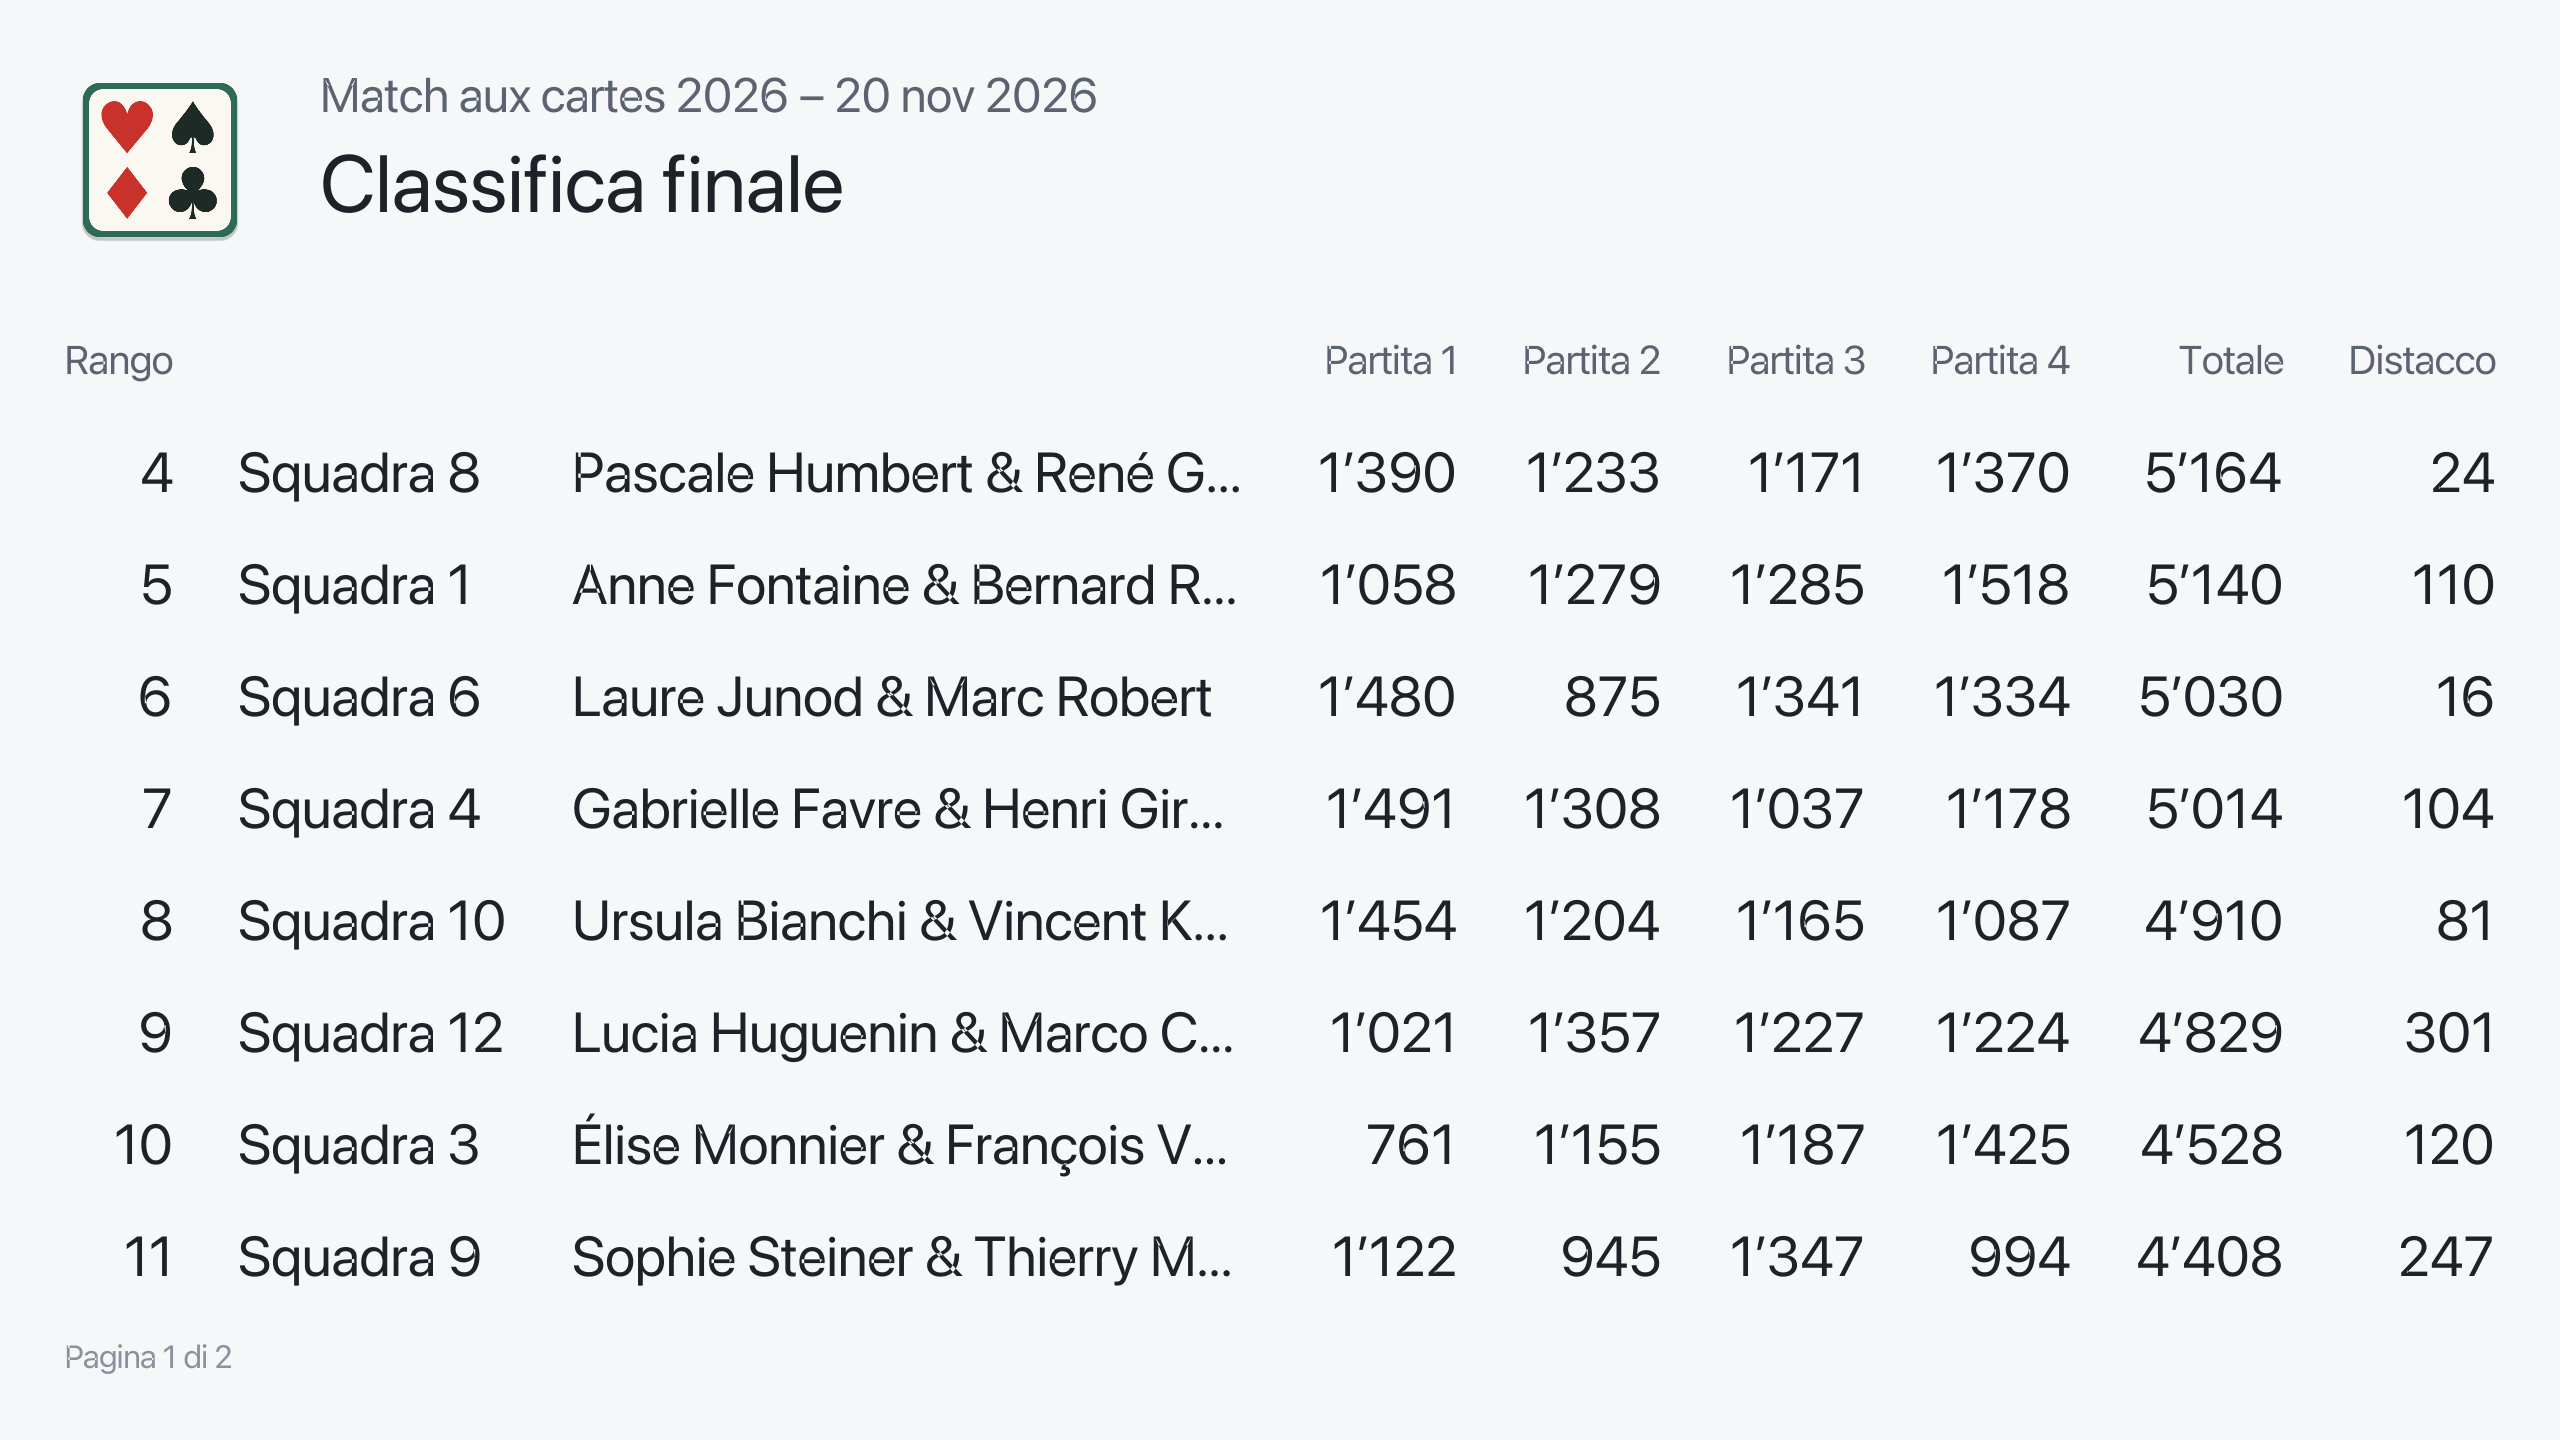 Match aux cartes 2026 – 20 nov 2026
Classifica finale
Rango Partita 1 Partita 2 Partita 3 Partita 4 Totale Distacco
4 Squadra 8 Pascale Humbert & René G... 1’390 1’233 1’171 1’370 5’164 24
5 Squadra 1 Anne Fontaine & Bernard R... 1’058 1’279 1’285 1’518 5’140 110
6 Squadra 6 Laure Junod & Marc Robert 1’480 875 1’341 1’334 5’030 16
7 Squadra 4 Gabrielle Favre & Henri Gir... 1’491 1’308 1’037 1’178 5’014 104
8 Squadra 10 Ursula Bianchi & Vincent K... 1’454 1’204 1’165 1’087 4’910 81
9 Squadra 12 Lucia Huguenin & Marco C... 1’021 1’357 1’227 1’224 4’829 301
10 Squadra 3 Élise Monnier & François V... 761 1’155 1’187 1’425 4’528 120
11 Squadra 9 Sophie Steiner & Thierry M... 1’122 945 1’347 994 4’408 247
Pagina 1 di 2